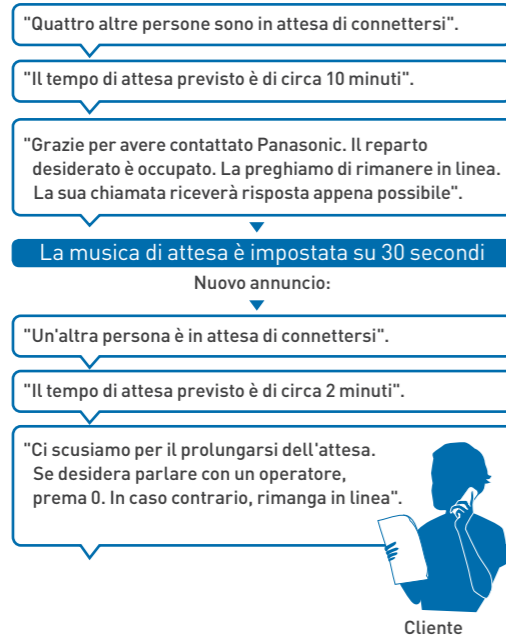 "Quattro altre persone sono in attesa di connettersi".
"Il tempo di attesa previsto è di circa 10 minuti".
"Grazie per avere contattato Panasonic. Il reparto
desiderato è occupato. La preghiamo di rimanere in linea.
La sua chiamata riceverà risposta appena possibile".
La musica di attesa è impostata su 30 secondi
Nuovo annuncio:
"Un'altra persona è in attesa di connettersi".
"Il tempo di attesa previsto è di circa 2 minuti".
"Ci scusiamo per il prolungarsi dell'attesa.
Se desidera parlare con un operatore,
prema 0. In caso contrario, rimanga in linea".
Cliente